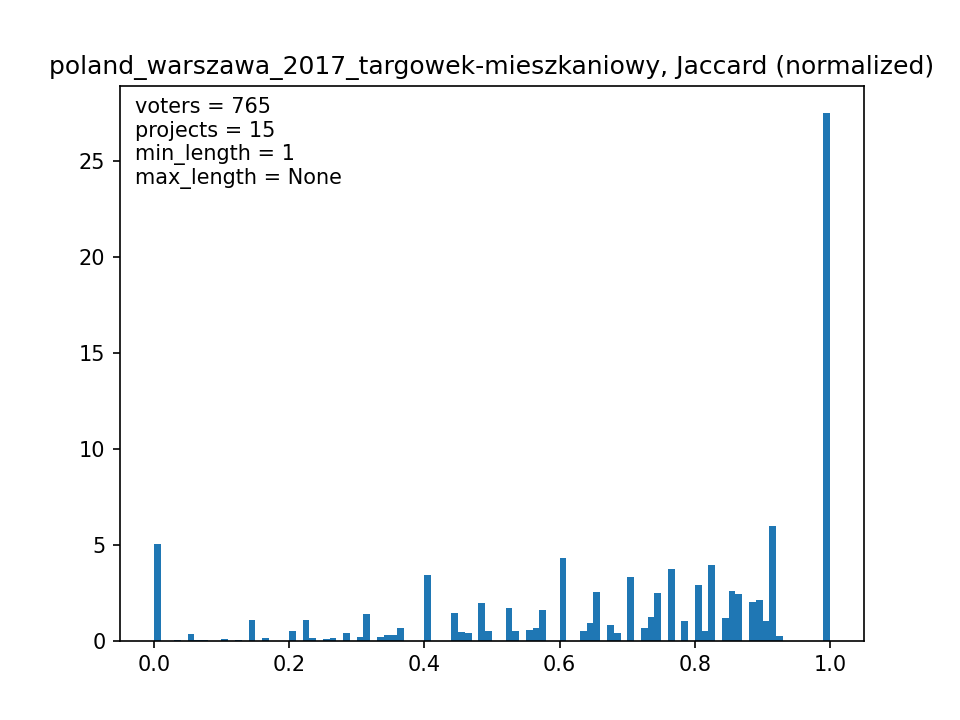 poland_warszawa_2017_targowek-mieszkaniowy, Jaccard (normalized)
voters = 765
projects = 15
min_length = 1
max_length = None
25
20
15
10
5
0
0.0 0.2 0.4 0.6 0.8 1.0